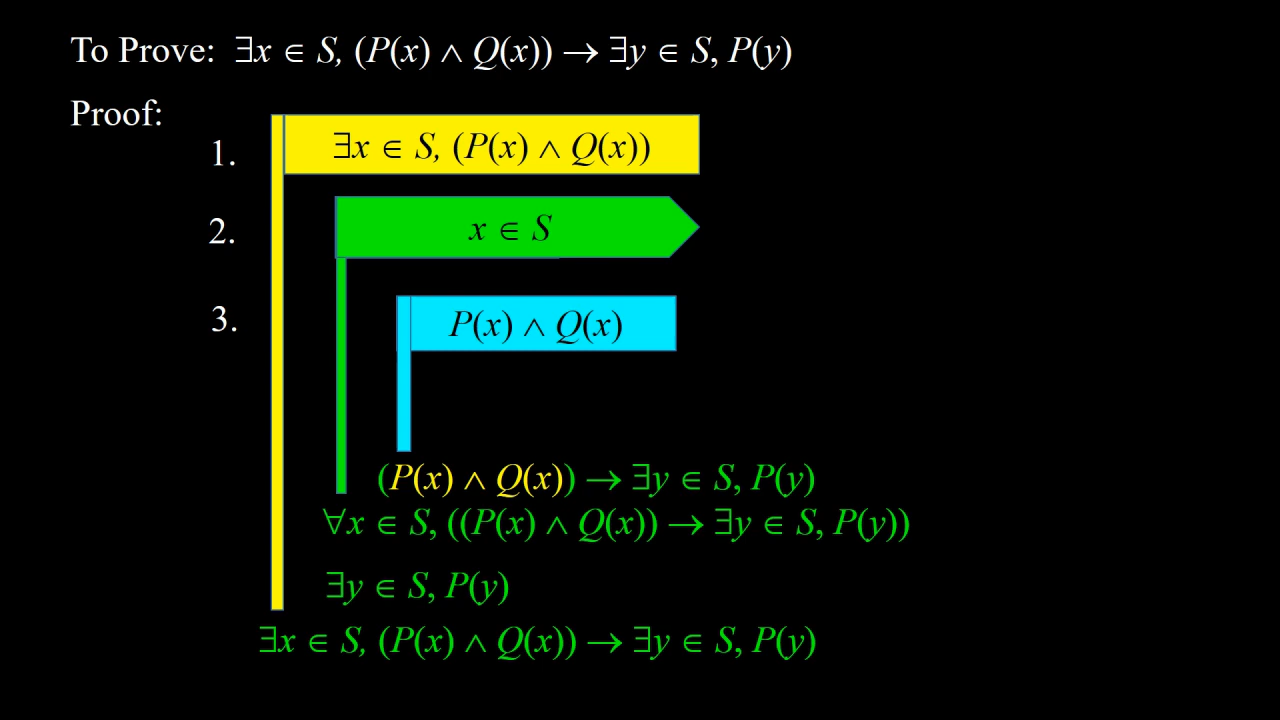 To Prove: ∃x ∈ S, (P(x) ∧ Q(x)) → ∃y ∈ S, P(y)
Proof:
1. ∃x ∈ S, (P(x) ∧ Q(x))
2. x ∈ S
3. P(x) ∧ Q(x)
(P(x) ∧ Q(x)) → ∃y ∈ S, P(y)
∀x ∈ S, ((P(x) ∧ Q(x)) → ∃y ∈ S, P(y))
∃y ∈ S, P(y)
∃x ∈ S, (P(x) ∧ Q(x)) → ∃y ∈ S, P(y)